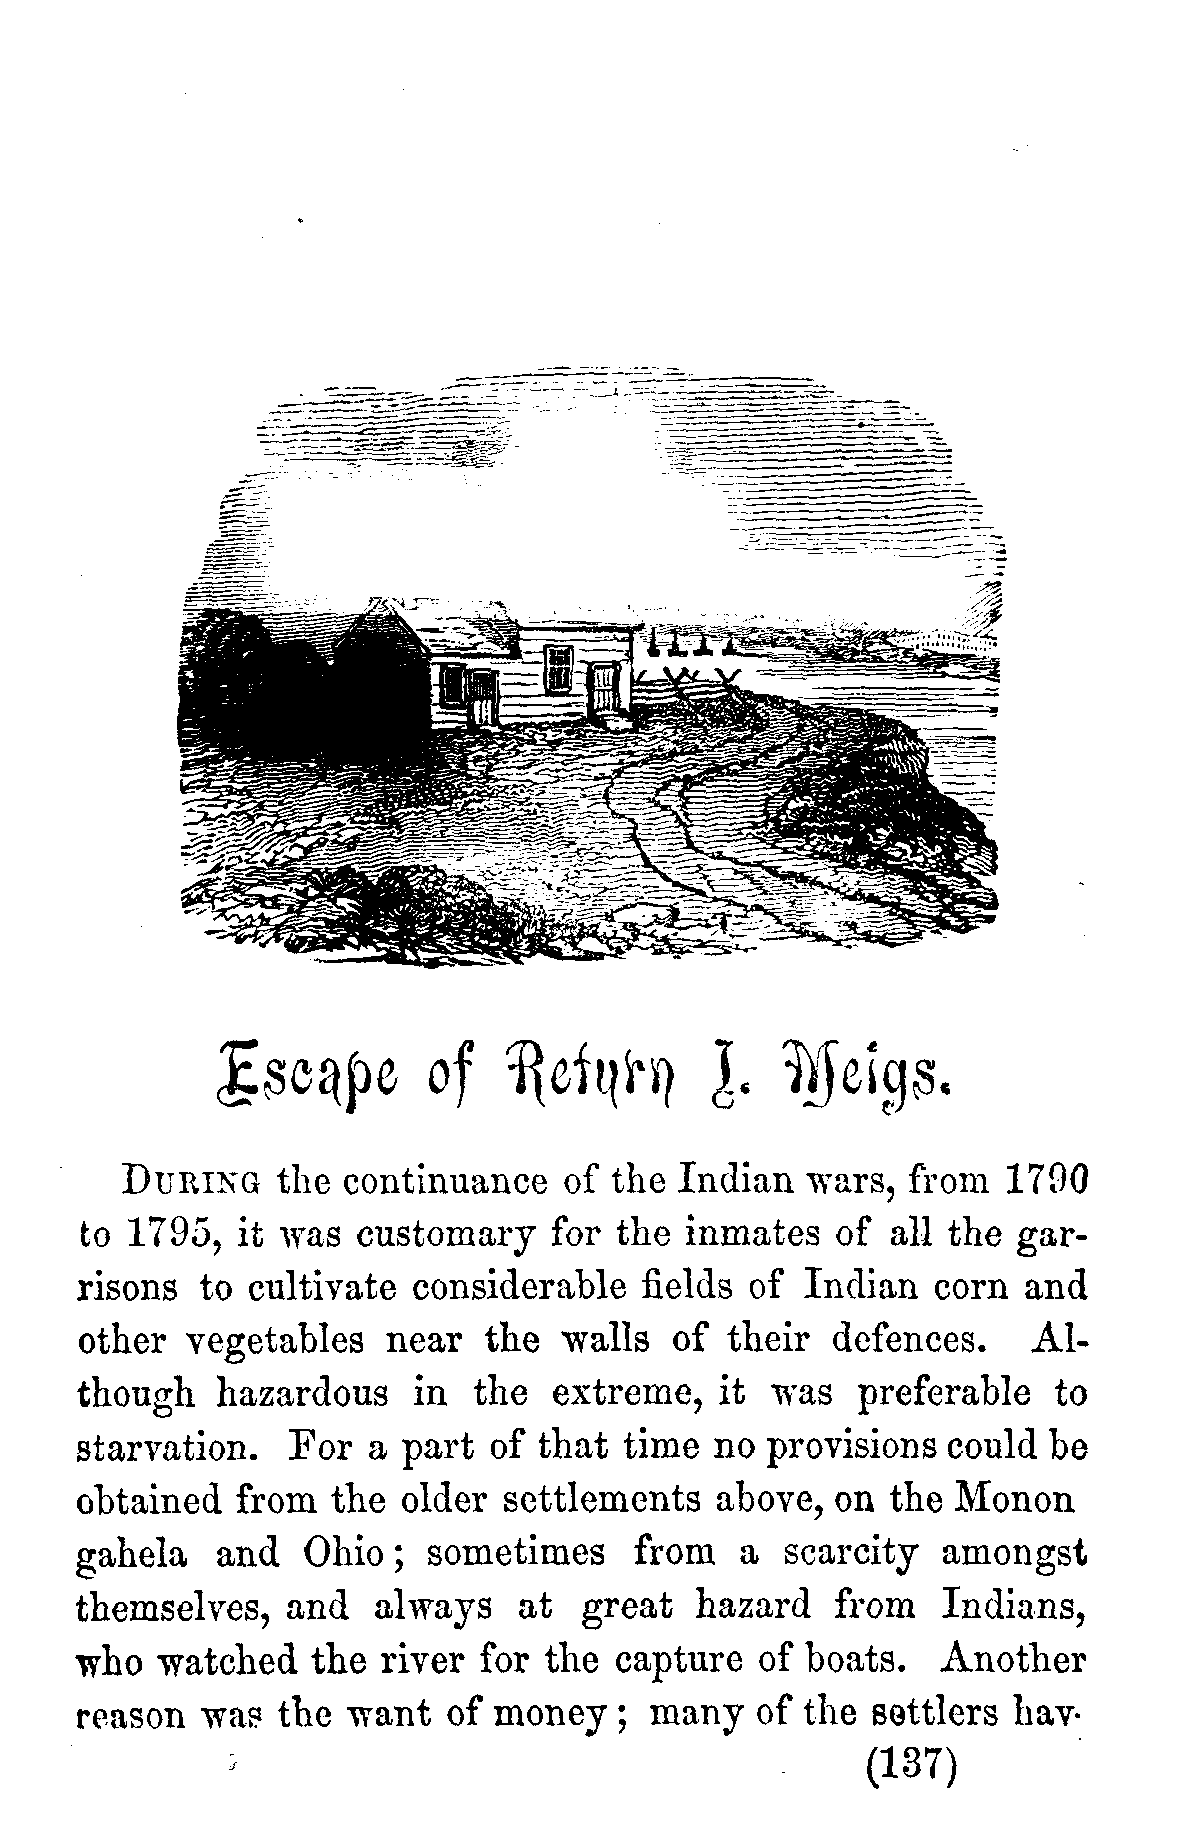 Escape of Return J. Meigs.
DURING the continuance of the Indian wars, from 1790
to 1795, it was customary for the inmates of all the gar-
risons to cultivate considerable fields of Indian corn and
other vegetables near the walls of their defences. Al-
though hazardous in the extreme, it was preferable to
starvation. For a part of that time no provisions could be
obtained from the older settlements above, on the Monon
gahela and Ohio; sometimes from a scarcity amongst
themselves, and always at great hazard from Indians,
who watched the river for the capture of boats. Another
reason was the want of money; many of the settlers hav-
(137)